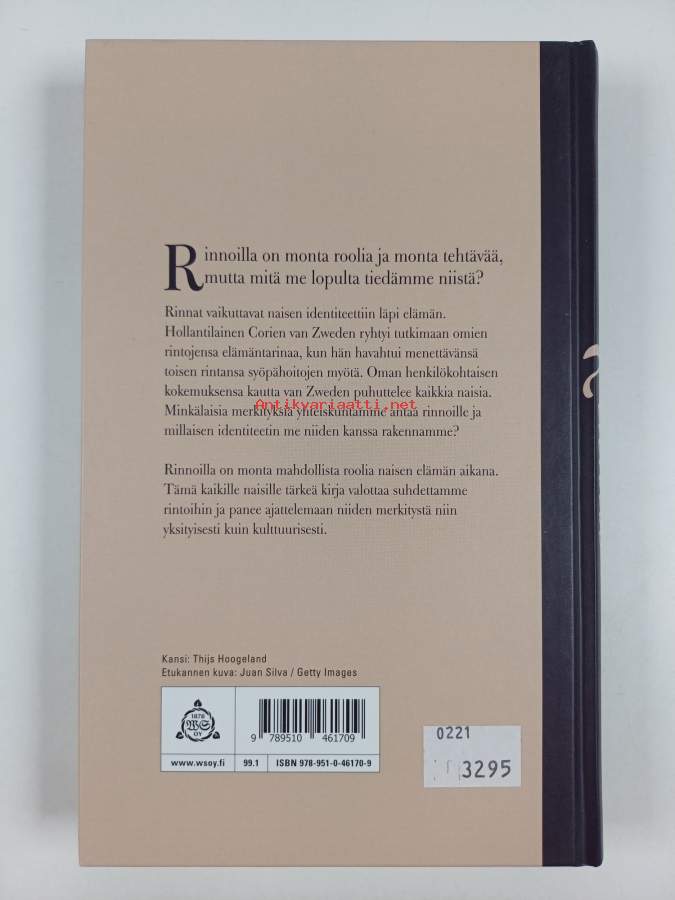 Rinnoilla on monta roolia ja monta tehtävää,
mutta mitä me lopulta tiedämme niistä?
Rinnat vaikuttavat naisen identiteettiin läpi elämän.
Hollantilainen Corien van Zweden ryhtyi tutkimaan omien
rintojensa elämäntarinaa, kun hän havahtui menettävänsä
toisen rintansa syöpähoitojen myötä. Oman henkilökohtaisen
kokemuksensa kautta van Zweden puhuttelee kaikkia naisia.
Antikvariaatti.net
Minkälaisia merkityksiä yhteiskuntamme antaa rinnoille ja
millaisen identiteetin me niiden kanssa rakennamme?
Rinnoilla on monta mahdollista roolia naisen elämän aikana.
Tämä kaikille naisille tärkeä kirja valottaa suhdettamme
rintoihin ja panee ajattelemaan niiden merkitystä niin
yksityisesti kuin kulttuurisesti.
Kansi: Thijs Hoogeland
Etukannen kuva: Juan Silva / Getty Images
1878
WS
OY
9 789510 461709
www.wsoy.fi 99.1 ISBN 978-951-0-46170-9
0221
3295